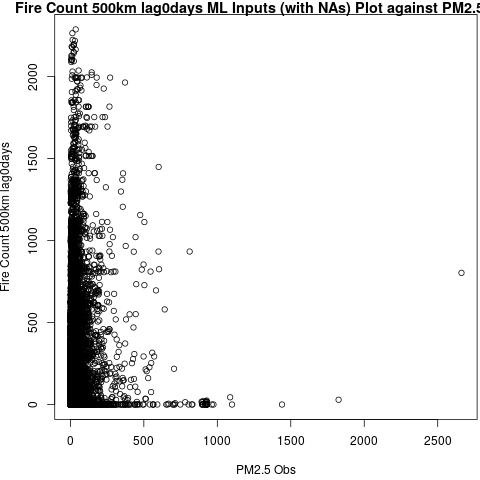 Fire Count 500km lag0days ML Inputs (with NAs) Plot against PM2.5
Fire Count 500km lag0days
2000
1500
1000
500
0
0 500 1000 1500 2000 2500
PM2.5 Obs